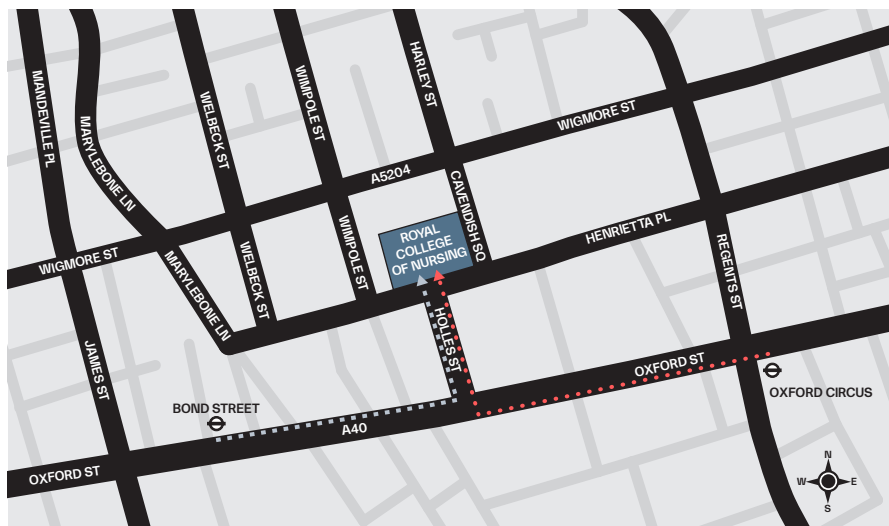 MANDEVILLE PL
MARYLEBONE LN
WELBECK ST
WIMPOLE ST
HARLEY ST
WIGMORE ST
A5204
CAVENDISH SQ
ROYAL
COLLEGE
OF NURSING
WIMPOLE ST
HENRIETTA PL
WIGMORE ST
MARYLEBONE LN
WELBECK ST
REGENTS ST
HOLLES ST
JAMES ST
OXFORD ST
OXFORD CIRCUS
BOND STREET
A40
OXFORD ST
N
W
E
S